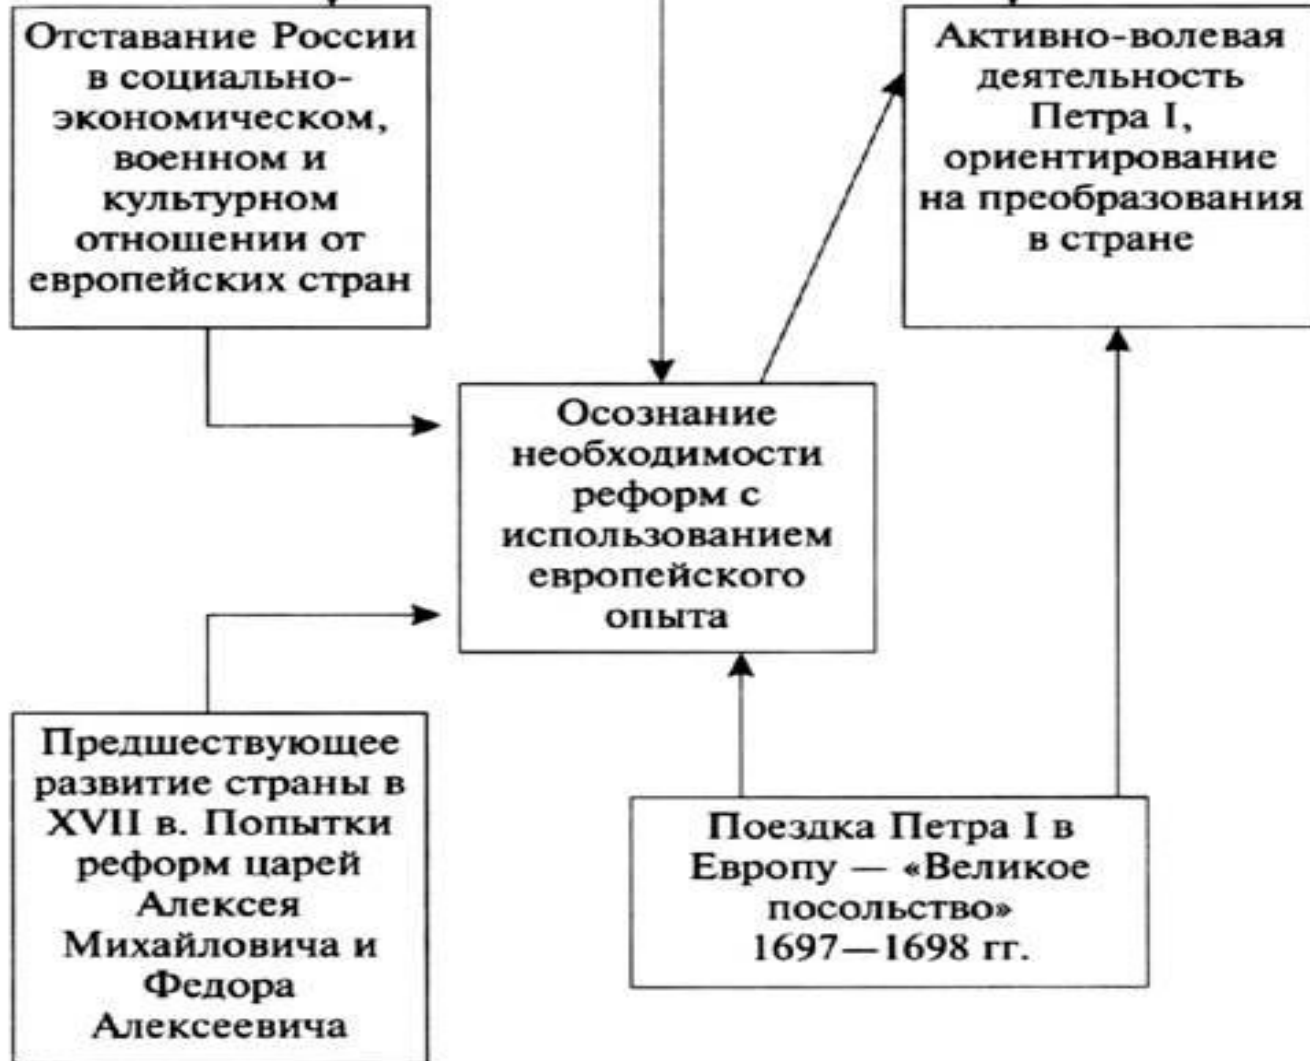 Отставание России
в социально-
экономическом,
военном и
культурном
отношении от
европейских стран
Активно-волевая
деятельность
Петра I,
ориентирование
на преобразования
в стране
Осознание
необходимости
реформ с
использованием
европейского
опыта
Предшествующее
развитие страны в
XVII в. Попытки
реформ царей
Алексея
Михайловича и
Федора
Алексеевича
Поездка Петра I в
Европу — «Великое
посольство»
1697—1698 гг.